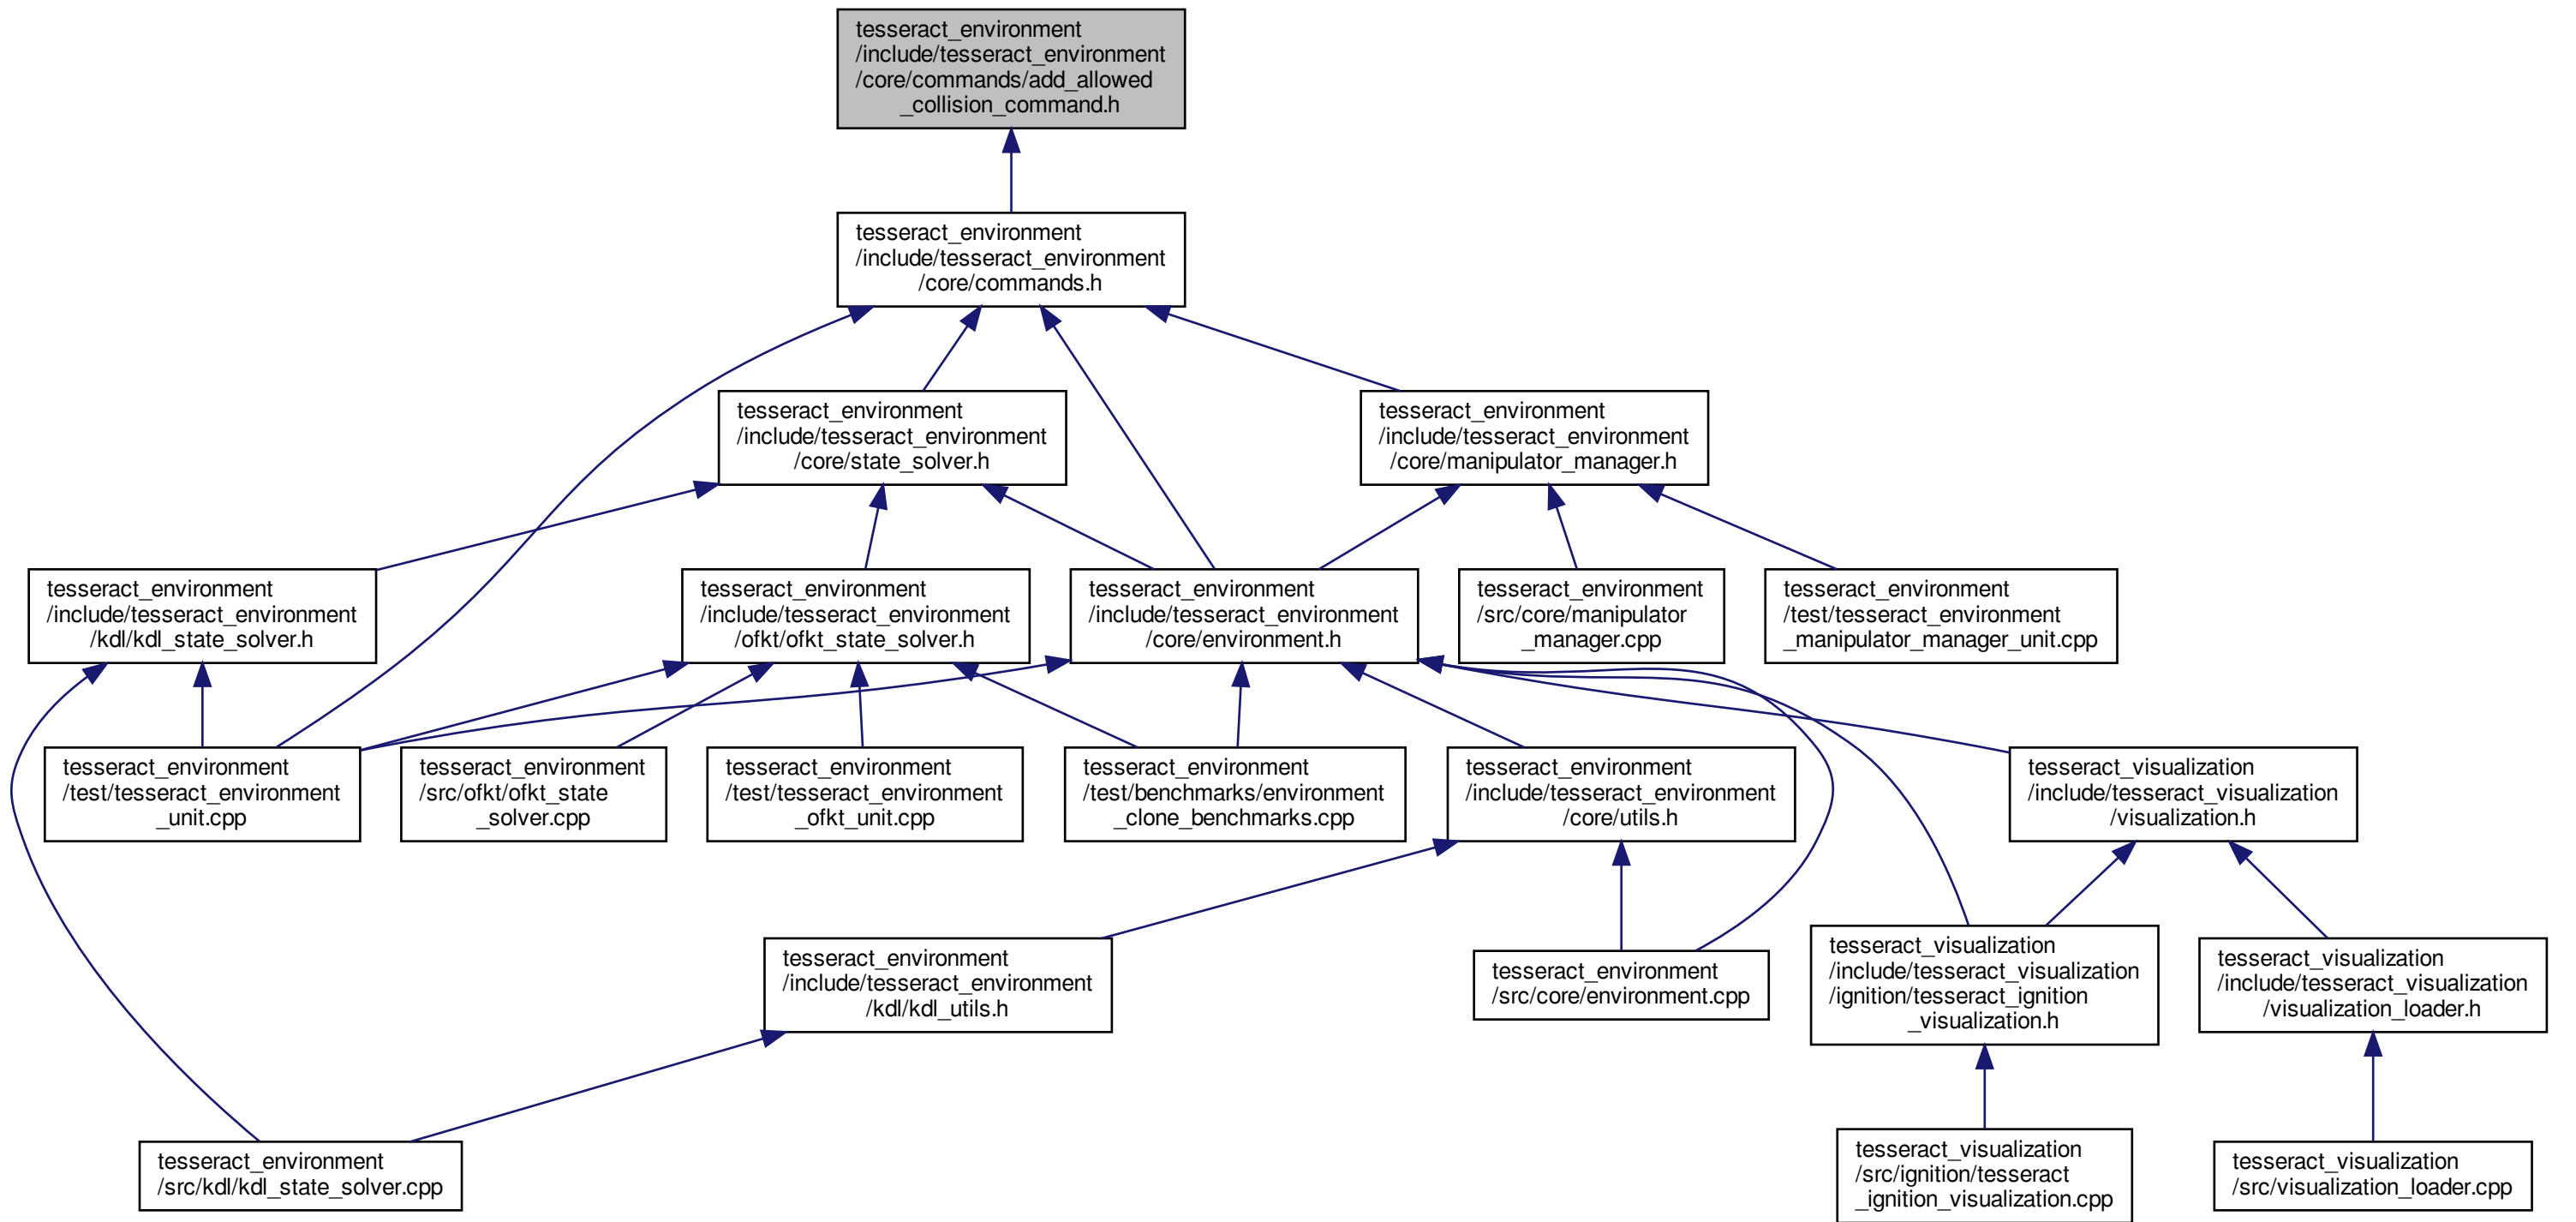 tesseract_environment
/include/tesseract_environment
/core/commands/add_allowed
_collision_command.h
tesseract_environment
/include/tesseract_environment
/core/commands.h
tesseract_environment
/include/tesseract_environment
/core/state_solver.h
tesseract_environment
/include/tesseract_environment
/core/manipulator_manager.h
tesseract_environment
/include/tesseract_environment
/kdl/kdl_state_solver.h
tesseract_environment
/include/tesseract_environment
/ofkt/ofkt_state_solver.h
tesseract_environment
/include/tesseract_environment
/core/environment.h
tesseract_environment
/src/core/manipulator
_manager.cpp
tesseract_environment
/test/tesseract_environment
_manipulator_manager_unit.cpp
tesseract_environment
/test/tesseract_environment
_unit.cpp
tesseract_environment
/src/ofkt/ofkt_state
_solver.cpp
tesseract_environment
/test/tesseract_environment
_ofkt_unit.cpp
tesseract_environment
/test/benchmarks/environment
_clone_benchmarks.cpp
tesseract_environment
/include/tesseract_environment
/core/utils.h
tesseract_visualization
/include/tesseract_visualization
/visualization.h
tesseract_environment
/include/tesseract_environment
/kdl/kdl_utils.h
tesseract_environment
/src/core/environment.cpp
tesseract_visualization
/include/tesseract_visualization
/ignition/tesseract_ignition
_visualization.h
tesseract_visualization
/include/tesseract_visualization
/visualization_loader.h
tesseract_environment
/src/kdl/kdl_state_solver.cpp
tesseract_visualization
/src/ignition/tesseract
_ignition_visualization.cpp
tesseract_visualization
/src/visualization_loader.cpp